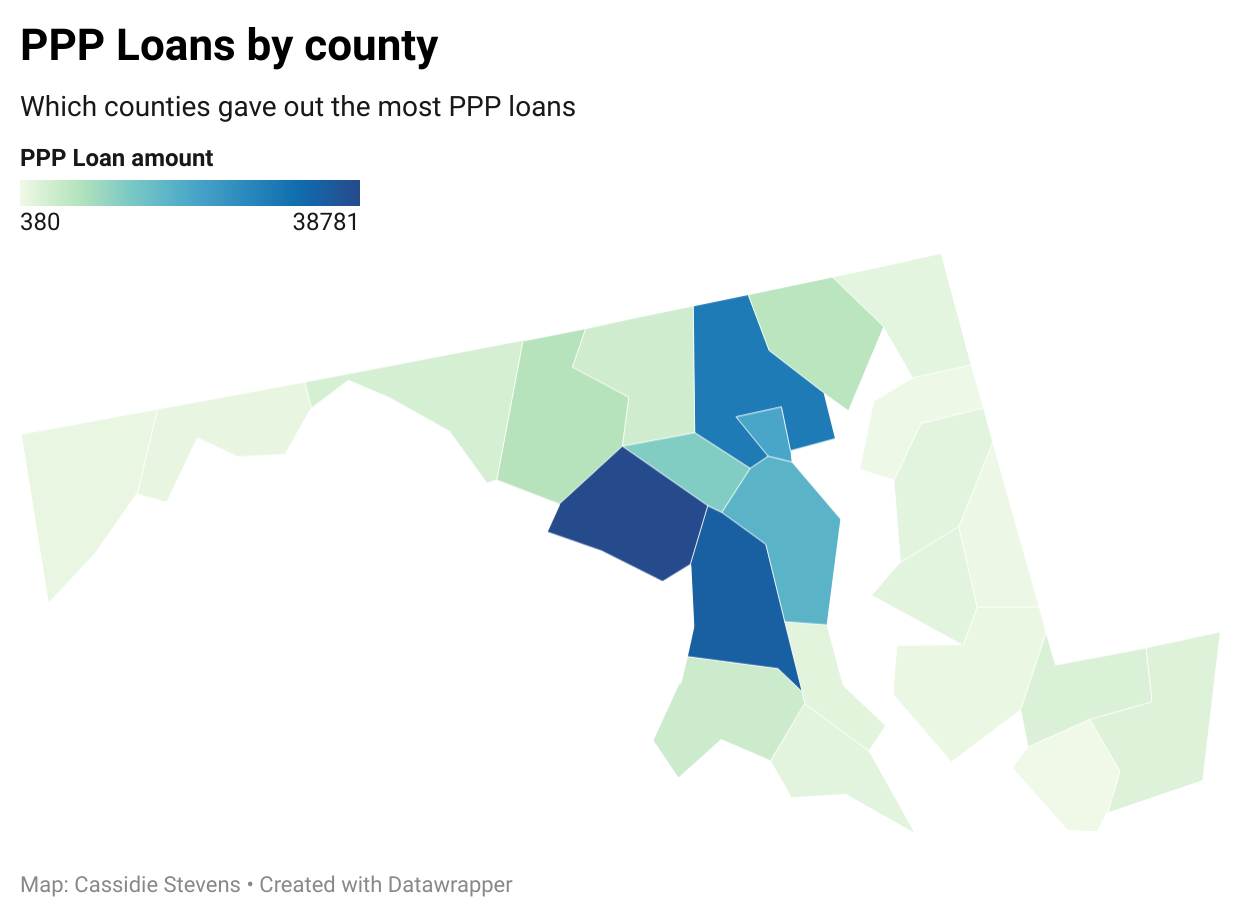 PPP Loans by county
Which counties gave out the most PPP loans
PPP Loan amount
380 38781
Map: Cassidie Stevens • Created with Datawrapper